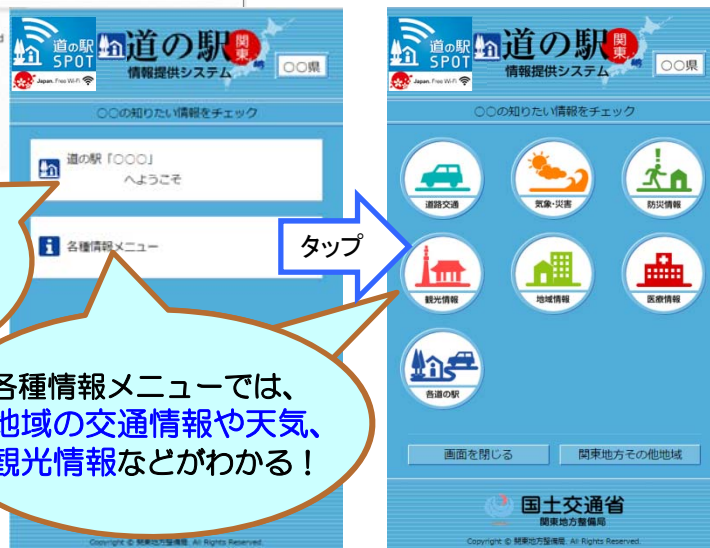 道の駅
SPOT
Japan. Free Wi-Fi
道の駅
関東
情報提供システム
○○県
○○の知りたい情報をチェック
道の駅「○○○」
へようこそ
各種情報メニュー
各種情報メニューでは、
地域の交通情報や天気、
観光情報などがわかる！
Copyright © 関東地方整備局. All Rights Reserved.
タップ
道の駅
SPOT
Japan. Free Wi-Fi
道の駅
関東
情報提供システム
○○県
○○の知りたい情報をチェック
道路交通
気象・災害
防災情報
観光情報
地域情報
医療情報
各道の駅
画面を閉じる
関東地方その他地域
国土交通省
関東地方整備局
Copyright © 関東地方整備局. All Rights Reserved.